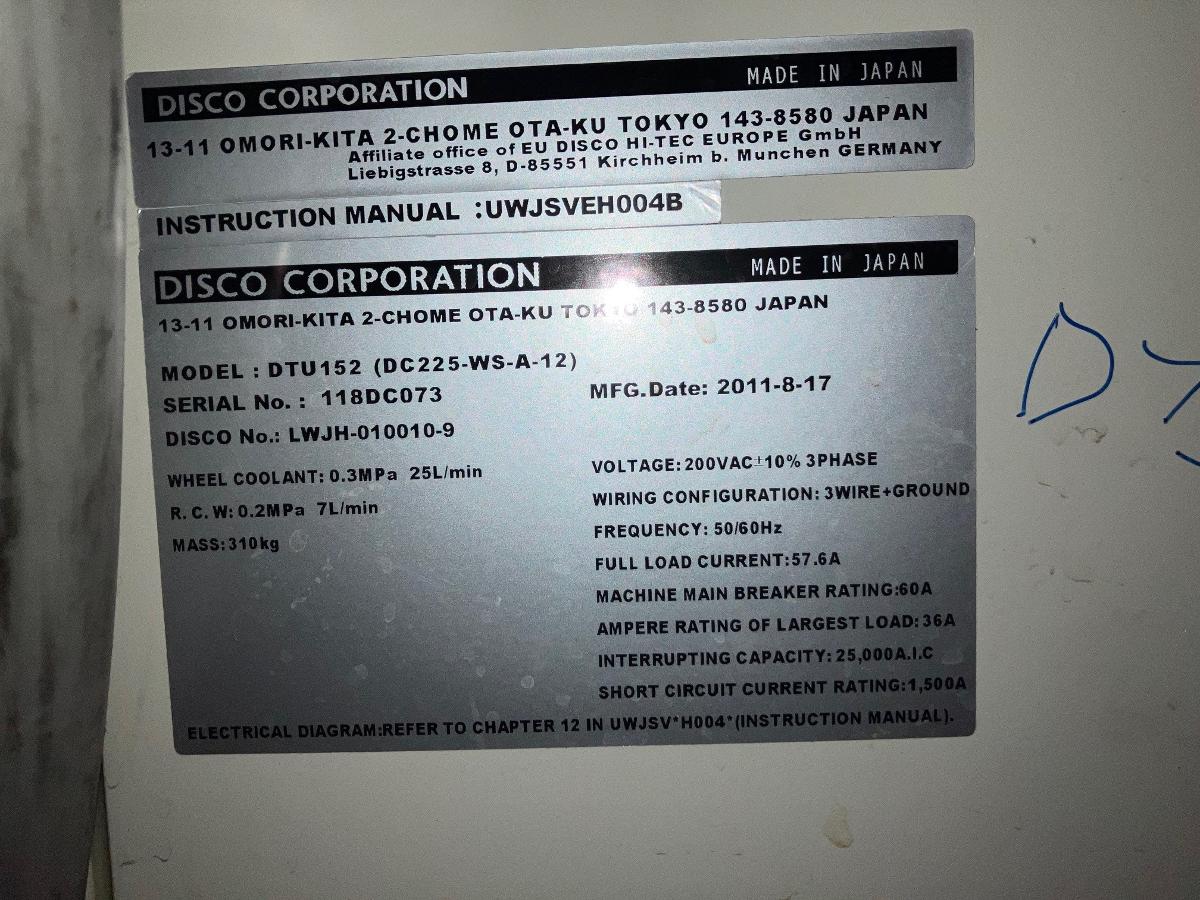 DISCO CORPORATION MADE IN JAPAN
13-11 OMORI-KITA 2-CHOME OTA-KU TOKYO 143-8580 JAPAN
Affiliate office of EU DISCO HI-TEC EUROPE GmbH
Liebigstrasse 8, D-85551 Kirchheim b. Munchen GERMANY
INSTRUCTION MANUAL :UWJSVEH004B
DISCO CORPORATION MADE IN JAPAN
13-11 OMORI-KITA 2-CHOME OTA-KU TOKYO 143-8580 JAPAN
MODEL : DTU152 (DC225-WS-A-12)
SERIAL No. : 118DC073 MFG.Date: 2011-8-17
DISCO No.: LWJH-010010-9
WHEEL COOLANT: 0.3MPa 25L/min
R. C. W: 0.2MPa 7L/min
MASS:310kg
VOLTAGE:200VAC±10% 3PHASE
WIRING CONFIGURATION: 3WIRE+GROUND
FREQUENCY: 50/60Hz
FULL LOAD CURRENT:57.6A
MACHINE MAIN BREAKER RATING:60A
AMPERE RATING OF LARGEST LOAD:36A
INTERRUPTING CAPACITY:25,000A.I.C
SHORT CIRCUIT CURRENT RATING:1,500A
ELECTRICAL DIAGRAM:REFER TO CHAPTER 12 IN UWJSV*H004*(INSTRUCTION MANUAL).